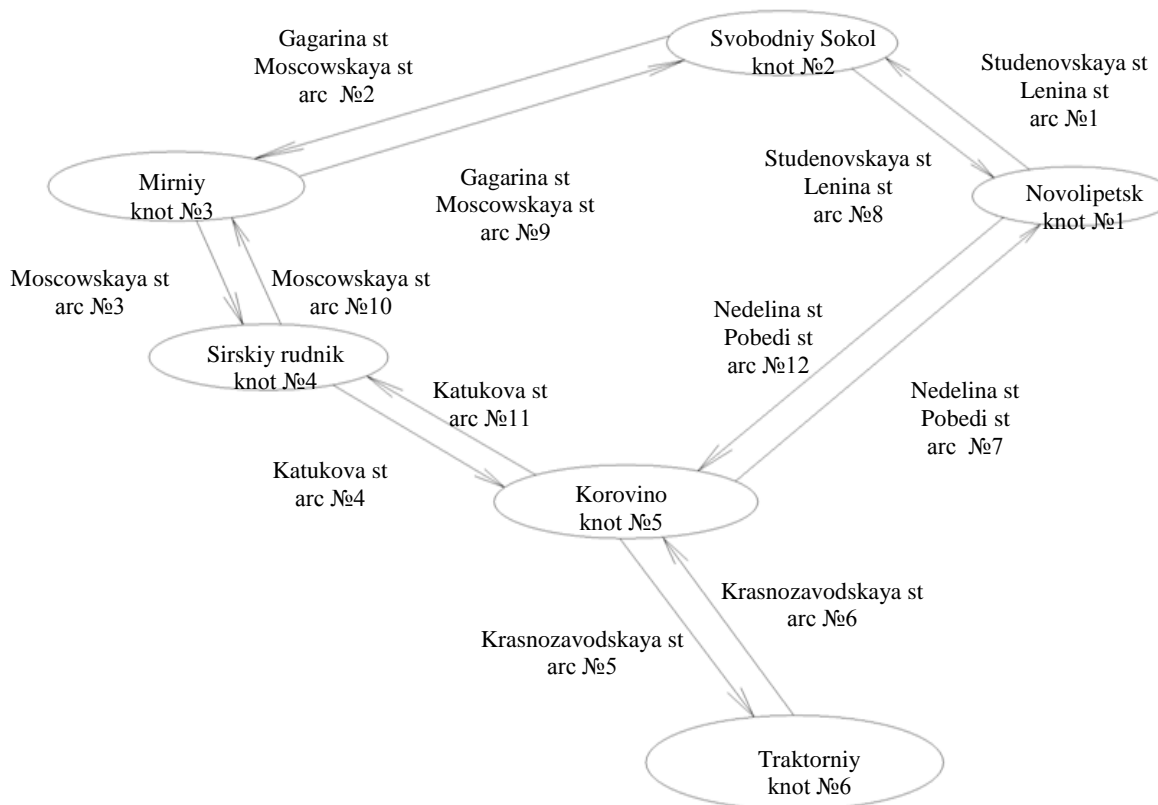 Gagarina st
Moscowskaya st
arc №2
Svobodniy Sokol
knot №2
Studenovskaya st
Lenina st
arc №1
Mirniy
knot №3
Gagarina st
Moscowskaya st
arc №9
Studenovskaya st
Lenina st
arc №8
Novolipetsk
knot №1
Moscowskaya st
arc №3
Moscowskaya st
arc №10
Nedelina st
Pobedi st
arc №12
Sirskiy rudnik
knot №4
Katukova st
arc №11
Nedelina st
Pobedi st
arc №7
Katukova st
arc №4
Korovino
knot №5
Krasnozavodskaya st
arc №6
Krasnozavodskaya st
arc №5
Traktorniy
knot №6